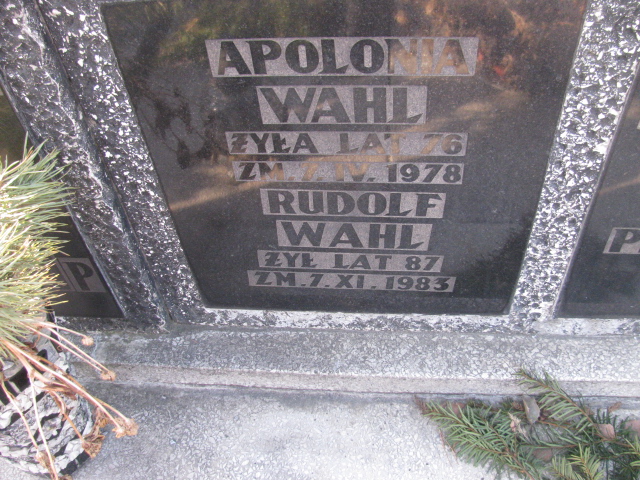 APOLONIA
WAHL
ŻYŁA LAT 76
ZM. IV. 1978
RUDOLF
WAHL
ŻYŁ LAT 87
ZM. 7. XI. 1983
P